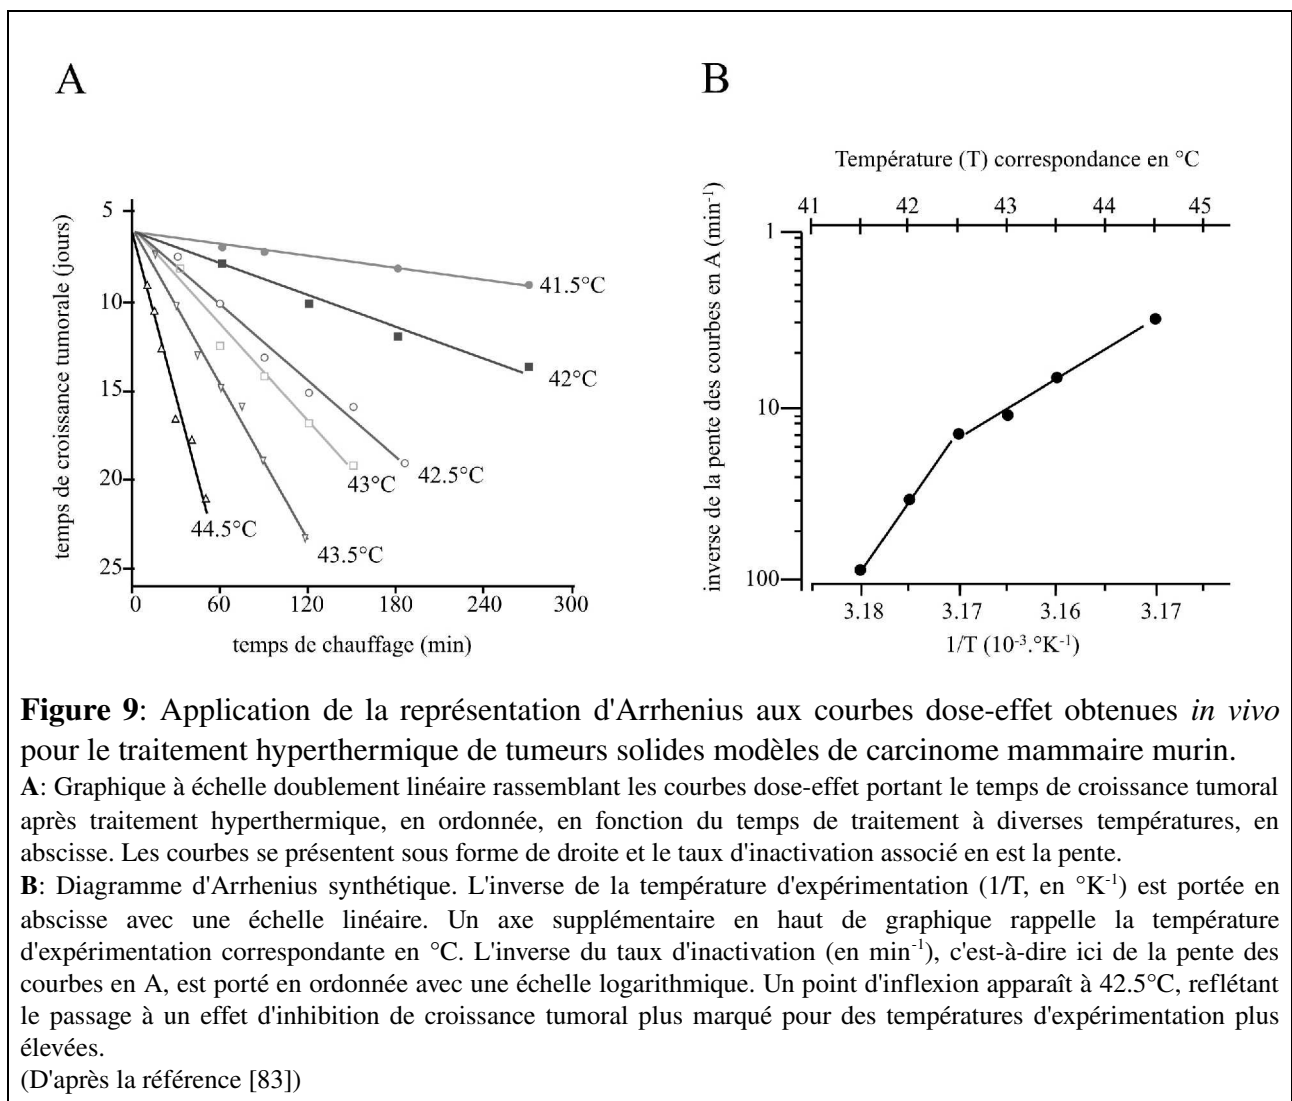 A
B
5
10
15
20
25
temps de croissance tumorale (jours)
41.5°C
42°C
42.5°C
43°C
43.5°C
44.5°C
0 60 120 180 240 300
temps de chauffage (min)
Température (T) correspondance en °C
41 42 43 44 45
inverse de la pente des courbes en A (min-1)
1
10
100
3.18 3.17 3.16 3.17
1/T (10-3.°K-1)
Figure 9: Application de la représentation d'Arrhenius aux courbes dose-effet obtenues in vivo
pour le traitement hyperthermique de tumeurs solides modèles de carcinome mammaire murin.
A: Graphique à échelle doublement linéaire rassemblant les courbes dose-effet portant le temps de croissance tumoral
après traitement hyperthermique, en ordonnée, en fonction du temps de traitement à diverses températures, en
abscisse. Les courbes se présentent sous forme de droite et le taux d'inactivation associé en est la pente.
B: Diagramme d'Arrhenius synthétique. L'inverse de la température d'expérimentation (1/T, en °K-1) est portée en
abscisse avec une échelle linéaire. Un axe supplémentaire en haut de graphique rappelle la température
d'expérimentation correspondante en °C. L'inverse du taux d'inactivation (en min-1), c'est-à-dire ici de la pente des
courbes en A, est porté en ordonnée avec une échelle logarithmique. Un point d'inflexion apparaît à 42.5°C, reflétant
le passage à un effet d'inhibition de croissance tumoral plus marqué pour des températures d'expérimentation plus
élevées.
(D'après la référence [83])